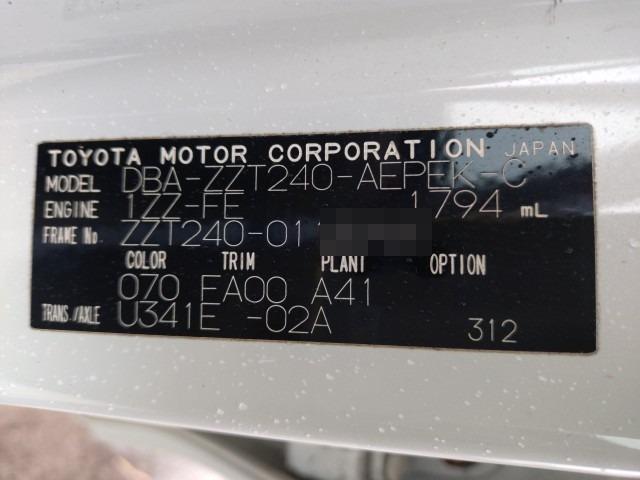 TOYOTA MOTOR CORPORATION JAPAN
MODEL DBA-ZZT240-AEPEK-C
ENGINE 1ZZ-FE 1794 mL
FRAME No. ZZT240-01
COLOR TRIM PLANT OPTION
070 FA00 A41
TRANS./AXLE U341E -02A 312